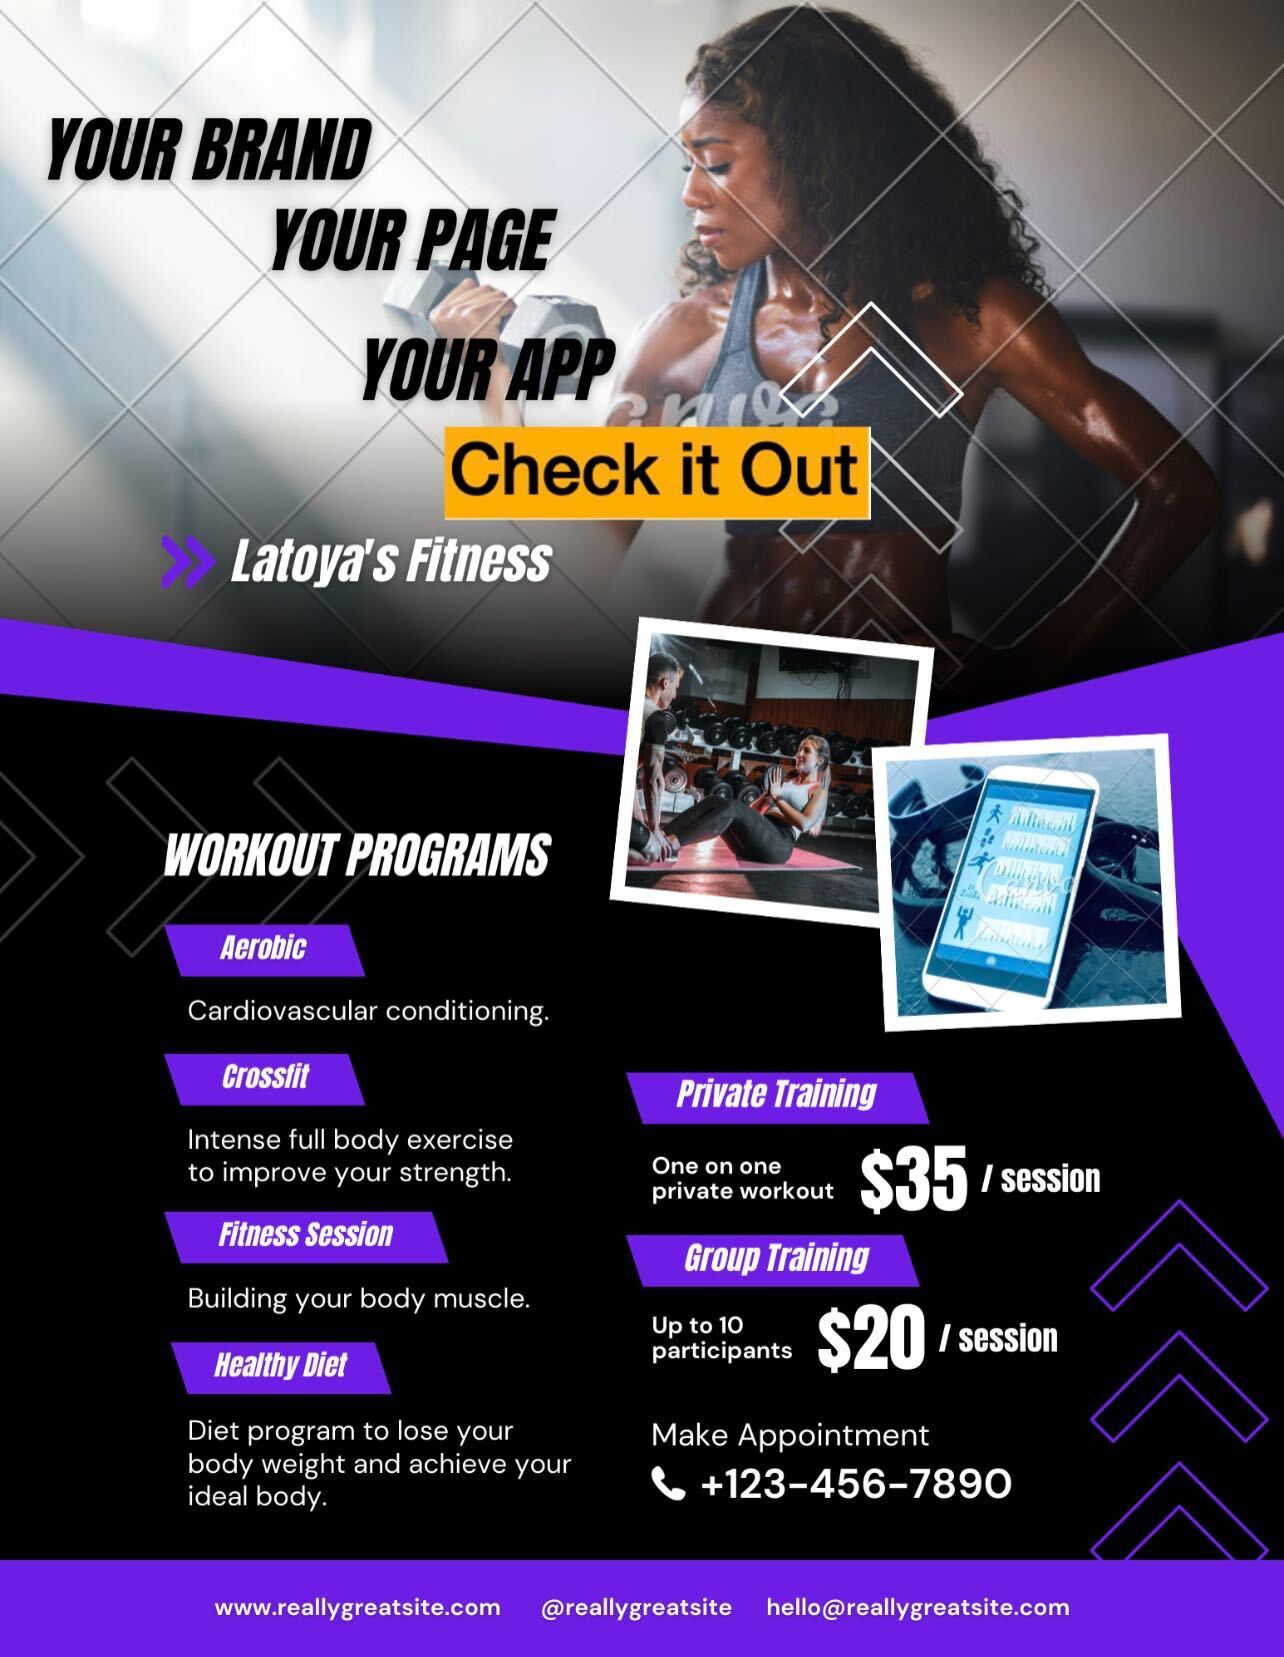 YOUR BRAND
YOUR PAGE
YOUR APP
Canva
Check it Out
Latoya's Fitness
WORKOUT PROGRAMS
Aerobic
Cardiovascular conditioning.
Crossfit
Intense full body exercise
to improve your strength.
Fitness Session
Building your body muscle.
Healthy Diet
Diet program to lose your
body weight and achieve your
ideal body.
Canva
Private Training
One on one
private workout
$35 / session
Group Training
Up to 10
participants
$20 / session
Make Appointment
+123-456-7890
www.reallygreatsite.com @reallygreatsite hello@reallygreatsite.com